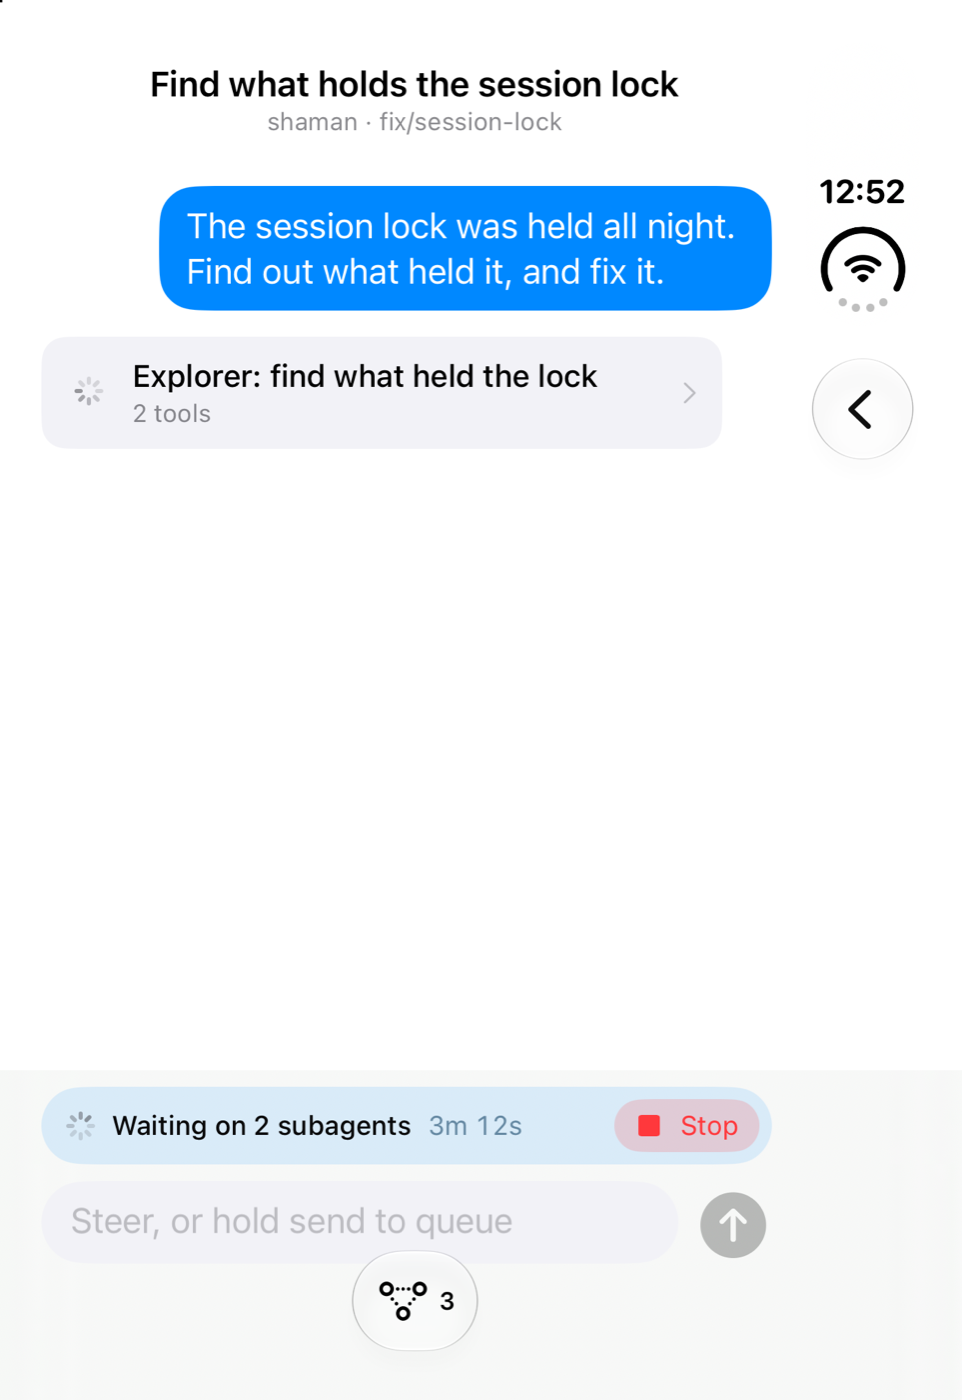 Find what holds the session lock
shaman · fix/session-lock
12:52
The session lock was held all night.
Find out what held it, and fix it.
Explorer: find what held the lock
2 tools
Waiting on 2 subagents 3m 12s Stop
Steer, or hold send to queue
3